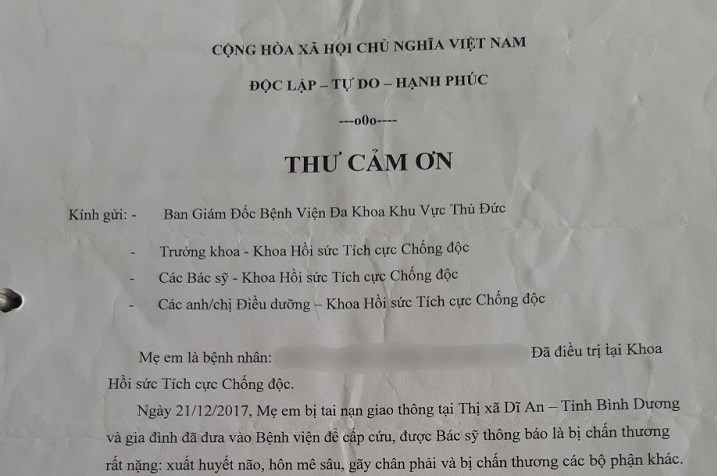 CỘNG HÒA XÃ HỘI CHỦ NGHĨA VIỆT NAM
ĐỘC LẬP – TỰ DO – HẠNH PHÚC
---o0o----
THƯ CẢM ƠN
Kính gửi: - Ban Giám Đốc Bệnh Viện Đa Khoa Khu Vực Thủ Đức
- Trưởng khoa - Khoa Hồi sức Tích cực Chống độc
- Các Bác sỹ - Khoa Hồi sức Tích cực Chống độc
- Các anh/chị Điều dưỡng – Khoa Hồi sức Tích cực Chống độc
Mẹ em là bệnh nhân: Đã điều trị tại Khoa
Hồi sức Tích cực Chống độc.
Ngày 21/12/2017, Mẹ em bị tai nạn giao thông tại Thị xã Dĩ An – Tỉnh Bình Dương
và gia đình đã đưa vào Bệnh viện để cấp cứu, được Bác sỹ thông báo là bị chấn thương
rất nặng: xuất huyết não, hôn mê sâu, gãy chân phải và bị chấn thương các bộ phận khác.